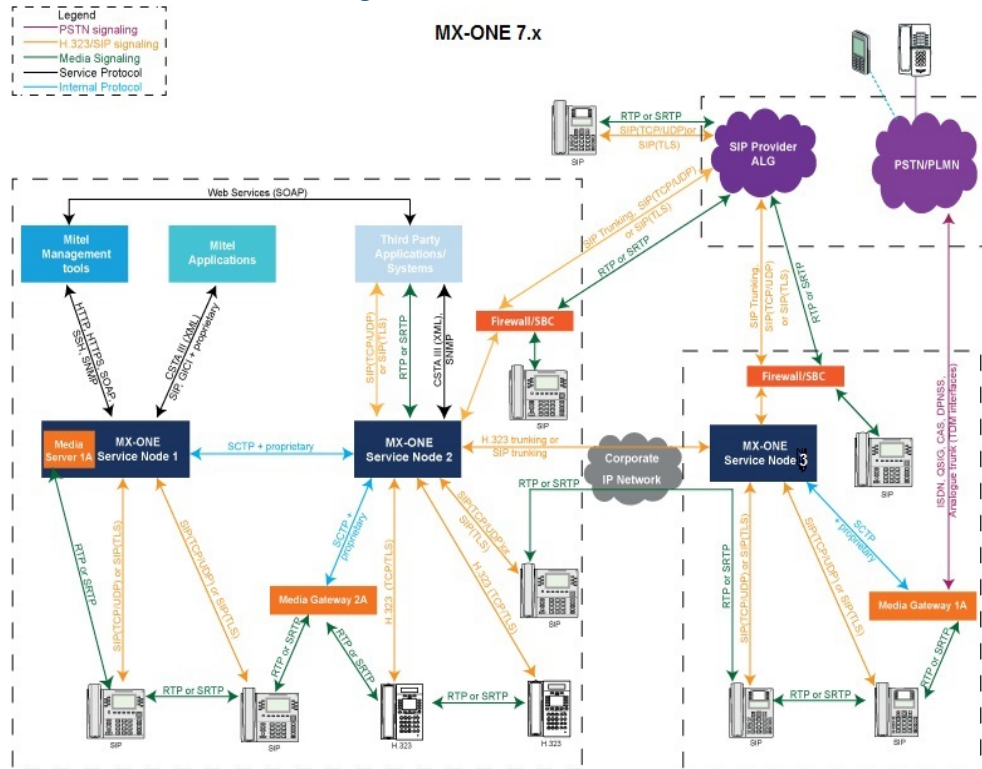 Legend
PSTN signaling
H.323/SIP signaling
Media Signaling
Service Protocol
Internal Protocol
MX-ONE 7.x
RTP or SRTP
SIP(TCP/UDP)or
SIP(TLS)
SIP
SIP Provider
ALG
PSTN/PLMN
Web Services (SOAP)
Mitel
Management
tools
Mitel
Applications
Third Party
Applications/
Systems
SIP Trunking, SIP(TCP/UDP)
or SIP(TLS)
RTP or SRTP
SIP Trunking,
SIP(TCP/UDP)
or SIP(TLS)
RTP or SRTP
HTTP, HTTPS, SOAP,
SSH, SNMP
CSTA III (XML)
SIP, GICI + proprietary
SIP(TCP/UDP)
or SIP(TLS)
RTP or SRTP
CSTA III (XML),
SNMP
Firewall/SBC
SIP
Firewall/SBC
Media
Server 1A
MX-ONE
Service Node 1
SCTP + proprietary
MX-ONE
Service Node 2
H.323 trunking or
SIP trunking
Corporate
IP Network
MX-ONE
Service Node 3
SIP
ISDN, QSIG, CAS, DPNSS,
Analogue trunk (TDM interfaces)
RTP or SRTP
SIP(TCP/UDP) or SIP(TLS)
SIP(TCP/UDP) or SIP(TLS)
SCTP +
proprietary
H.323 (TCP/TLS)
SIP(TCP/UDP)or
SIP(TLS)
H.323 (TCP/TLS)
RTP or SRTP
SIP
RTP or SRTP
SIP(TCP/UDP) or SIP(TLS)
SIP(TCP/UDP) or SIP(TLS)
SCTP
+ proprietary
Media Gateway 2A
Media Gateway 1A
RTP or SRTP
RTP or SRTP
RTP or SRTP
RTP or SRTP
RTP or SRTP
RTP or SRTP
SIP
SIP
H.323
H.323
SIP
SIP